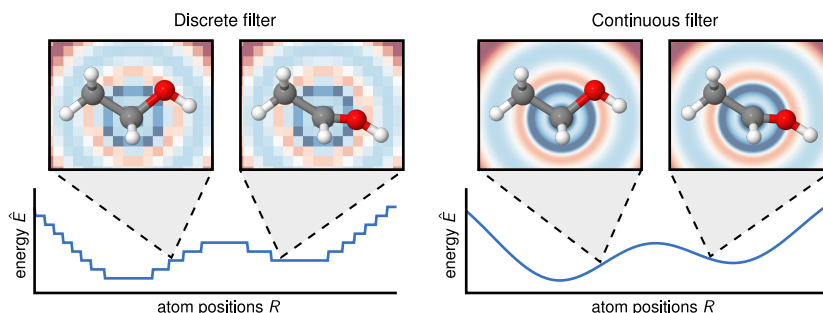 Discrete filter
Continuous filter
energy Ê
atom positions R
energy Ê
atom positions R